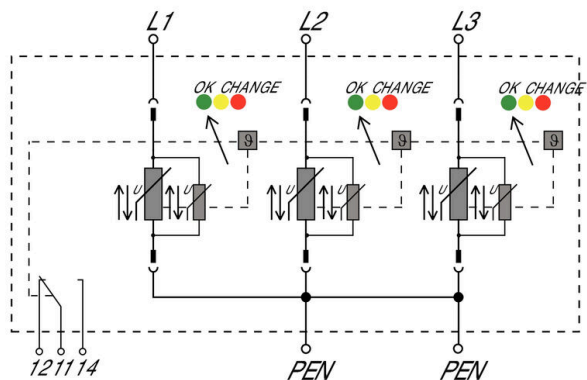 L1 L2 L3
OK CHANGE OK CHANGE OK CHANGE
ϑ ϑ ϑ
U U U U U U
12 11 14
PEN PEN